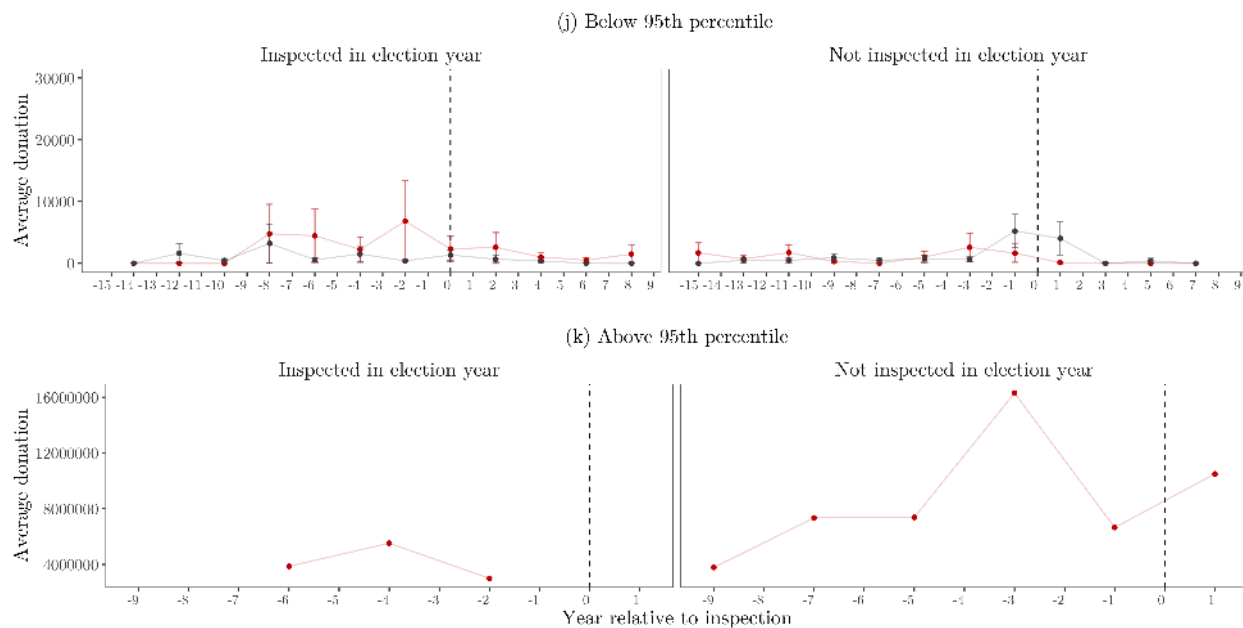 (j) Below 95th percentile
Inspected in election year
Not inspected in election year
Average donation
30000
20000
10000
0
-15 -14 -13 -12 -11 -10 -9 -8 -7 -6 -5 -4 -3 -2 -1 0 1 2 3 4 5 6 7 8 9
-15 -14 -13 -12 -11 -10 -9 -8 -7 -6 -5 -4 -3 -2 -1 0 1 2 3 4 5 6 7 8 9
(k) Above 95th percentile
Inspected in election year
Not inspected in election year
Average donation
16000000
12000000
8000000
4000000
-9 -8 -7 -6 -5 -4 -3 -2 -1 0 1
-9 -8 -7 -6 -5 -4 -3 -2 -1 0 1
Year relative to inspection